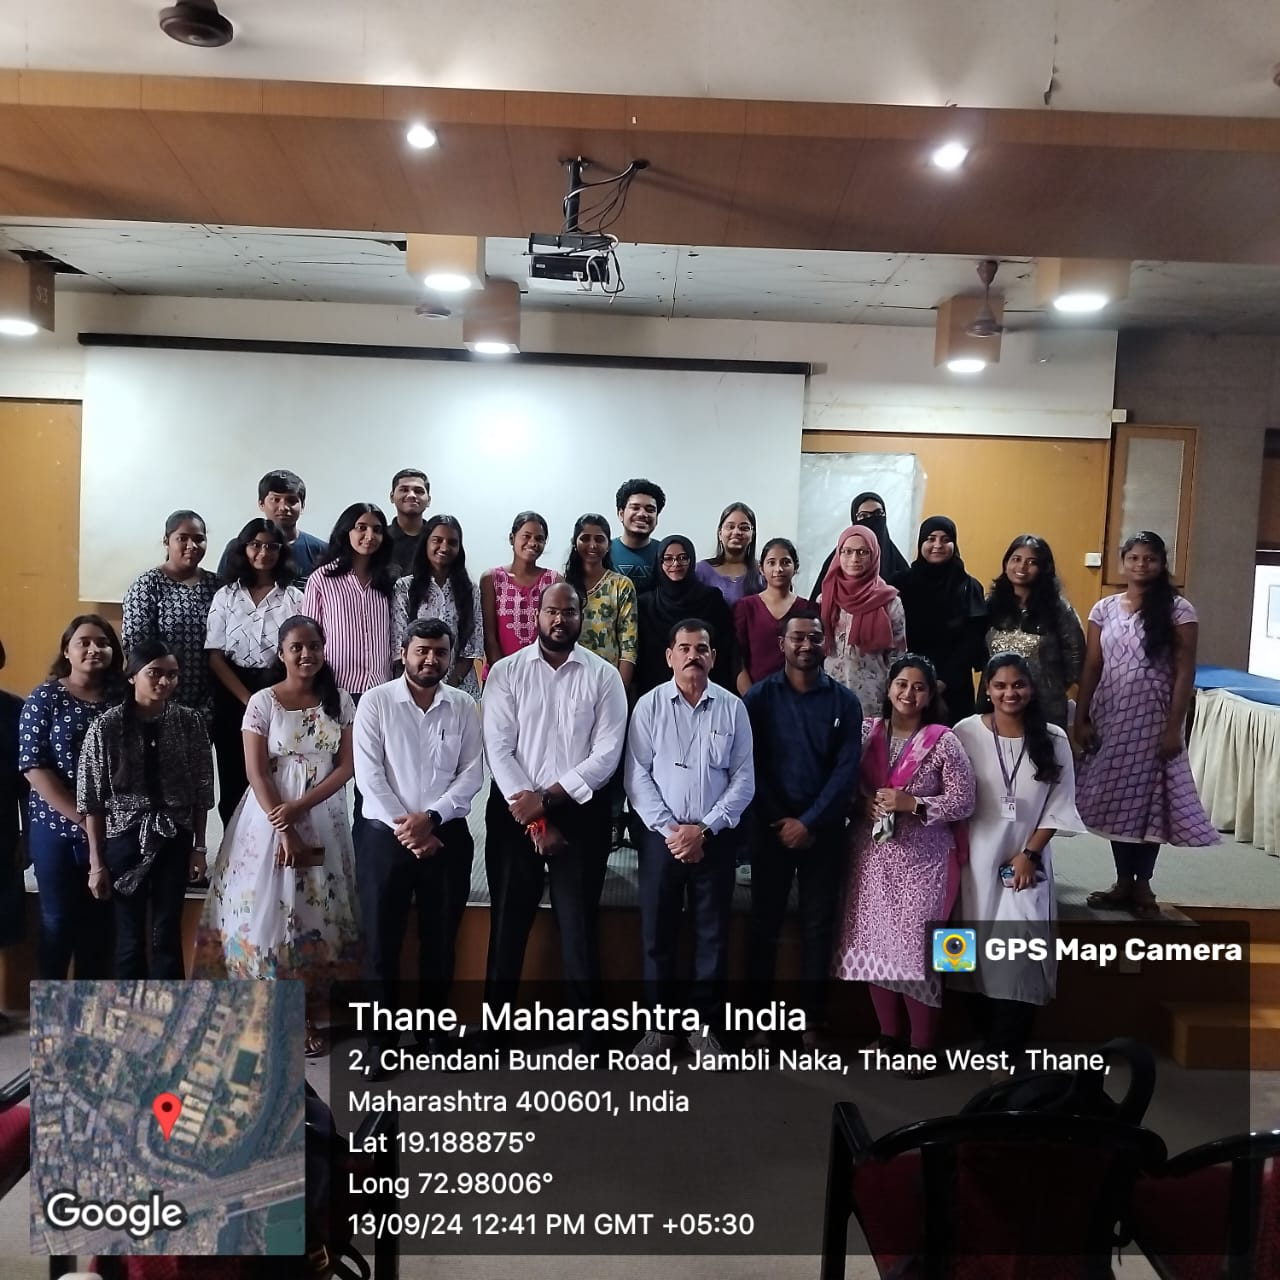 S3
GPS Map Camera
Thane, Maharashtra, India
2, Chendani Bunder Road, Jambli Naka, Thane West, Thane,
Maharashtra 400601, India
Lat 19.188875°
Long 72.98006°
13/09/24 12:41 PM GMT +05:30
Google